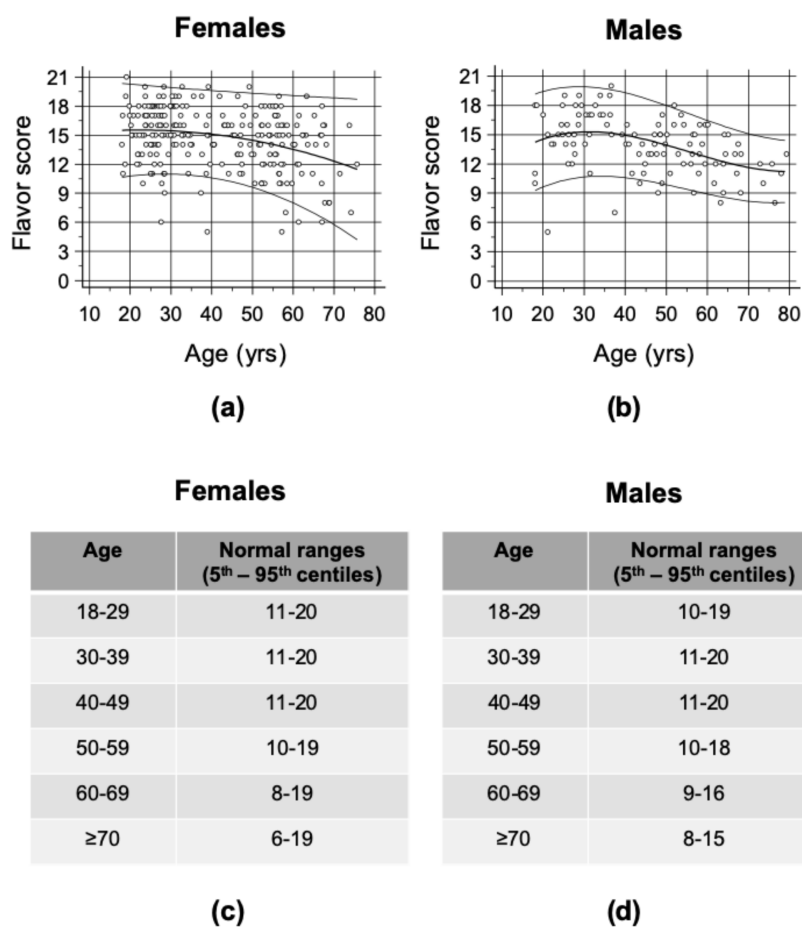 Females
Males
Flavor score
21
18
15
12
9
6
3
0
10 20 30 40 50 60 70 80
Age (yrs)
(a)
Flavor score
21
18
15
12
9
6
3
0
10 20 30 40 50 60 70 80
Age (yrs)
(b)
Females
Age Normal ranges
(5th – 95th centiles)
18-29 11-20
30-39 11-20
40-49 11-20
50-59 10-19
60-69 8-19
≥70 6-19
(c)
Males
Age Normal ranges
(5th – 95th centiles)
18-29 10-19
30-39 11-20
40-49 11-20
50-59 10-18
60-69 9-16
≥70 8-15
(d)